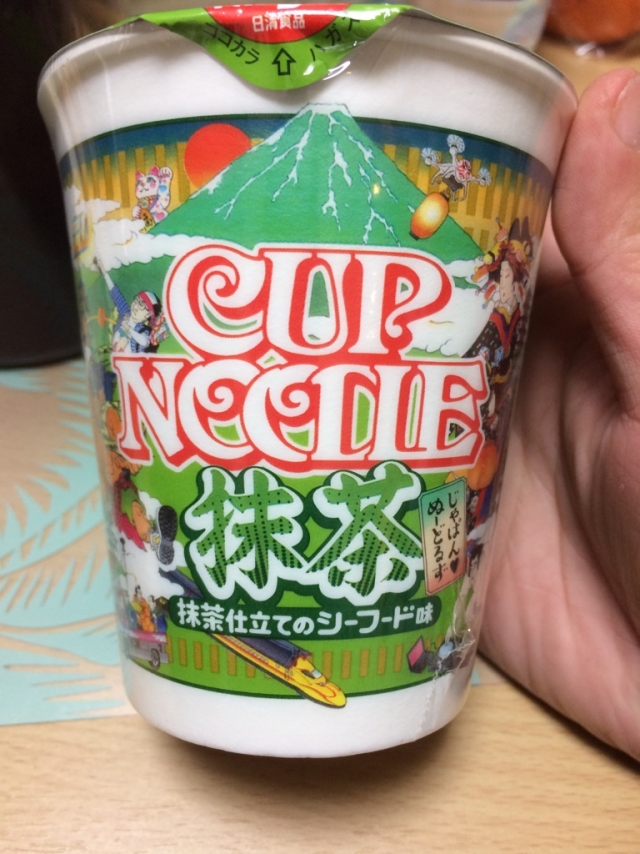 日清食品
ココカラ
ハガス
CUP
NOODLE
抹茶
じゃぱん♥
ぬーどるず
抹茶仕立てのシーフード味